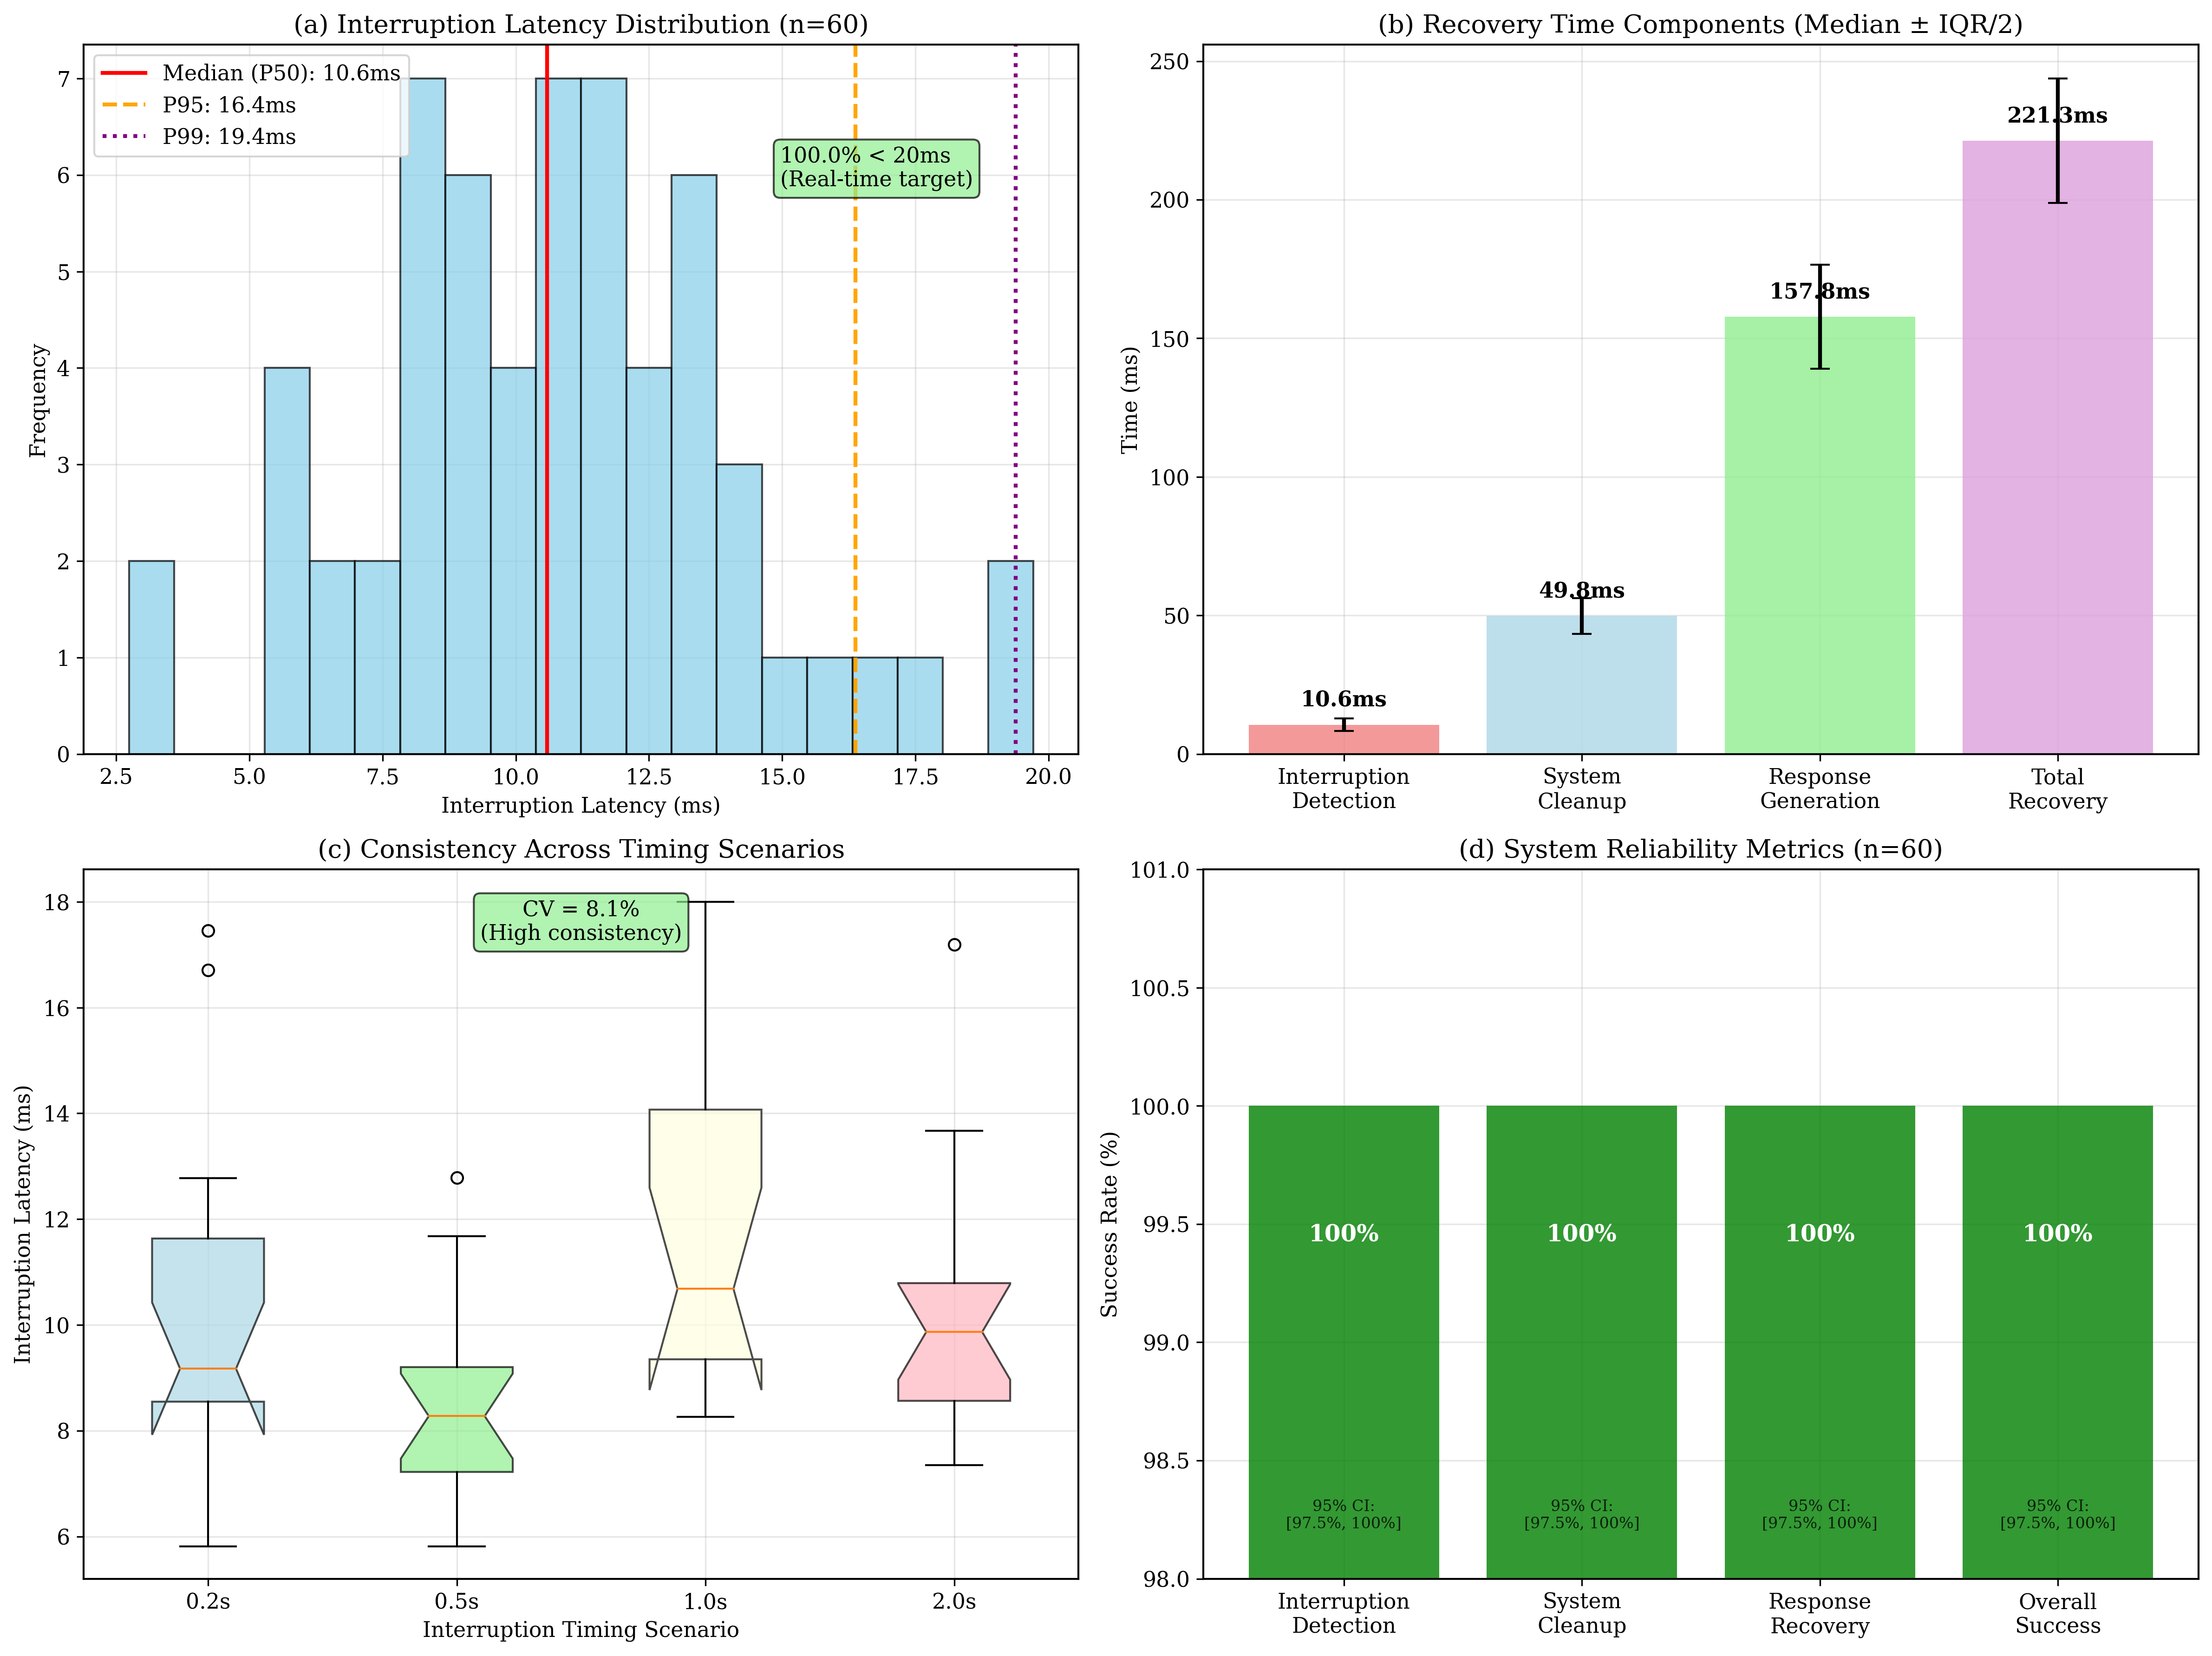 (a) Interruption Latency Distribution (n=60)
Median (P50): 10.6ms
P95: 16.4ms
P99: 19.4ms
100.0% < 20ms
(Real-time target)
Frequency
7
6
5
4
3
2
1
0
2.5
5.0
7.5
10.0
12.5
15.0
17.5
20.0
Interruption Latency (ms)
(b) Recovery Time Components (Median ± IQR/2)
Time (ms)
250
200
150
100
50
0
10.6ms
49.8ms
157.8ms
221.3ms
Interruption
Detection
System
Cleanup
Response
Generation
Total
Recovery
(c) Consistency Across Timing Scenarios
CV = 8.1%
(High consistency)
Interruption Latency (ms)
18
16
14
12
10
8
6
0.2s
0.5s
1.0s
2.0s
Interruption Timing Scenario
(d) System Reliability Metrics (n=60)
Success Rate (%)
101.0
100.5
100.0
99.5
99.0
98.5
98.0
100%
100%
100%
100%
95% CI:
[97.5%, 100%]
95% CI:
[97.5%, 100%]
95% CI:
[97.5%, 100%]
95% CI:
[97.5%, 100%]
Interruption
Detection
System
Cleanup
Response
Recovery
Overall
Success